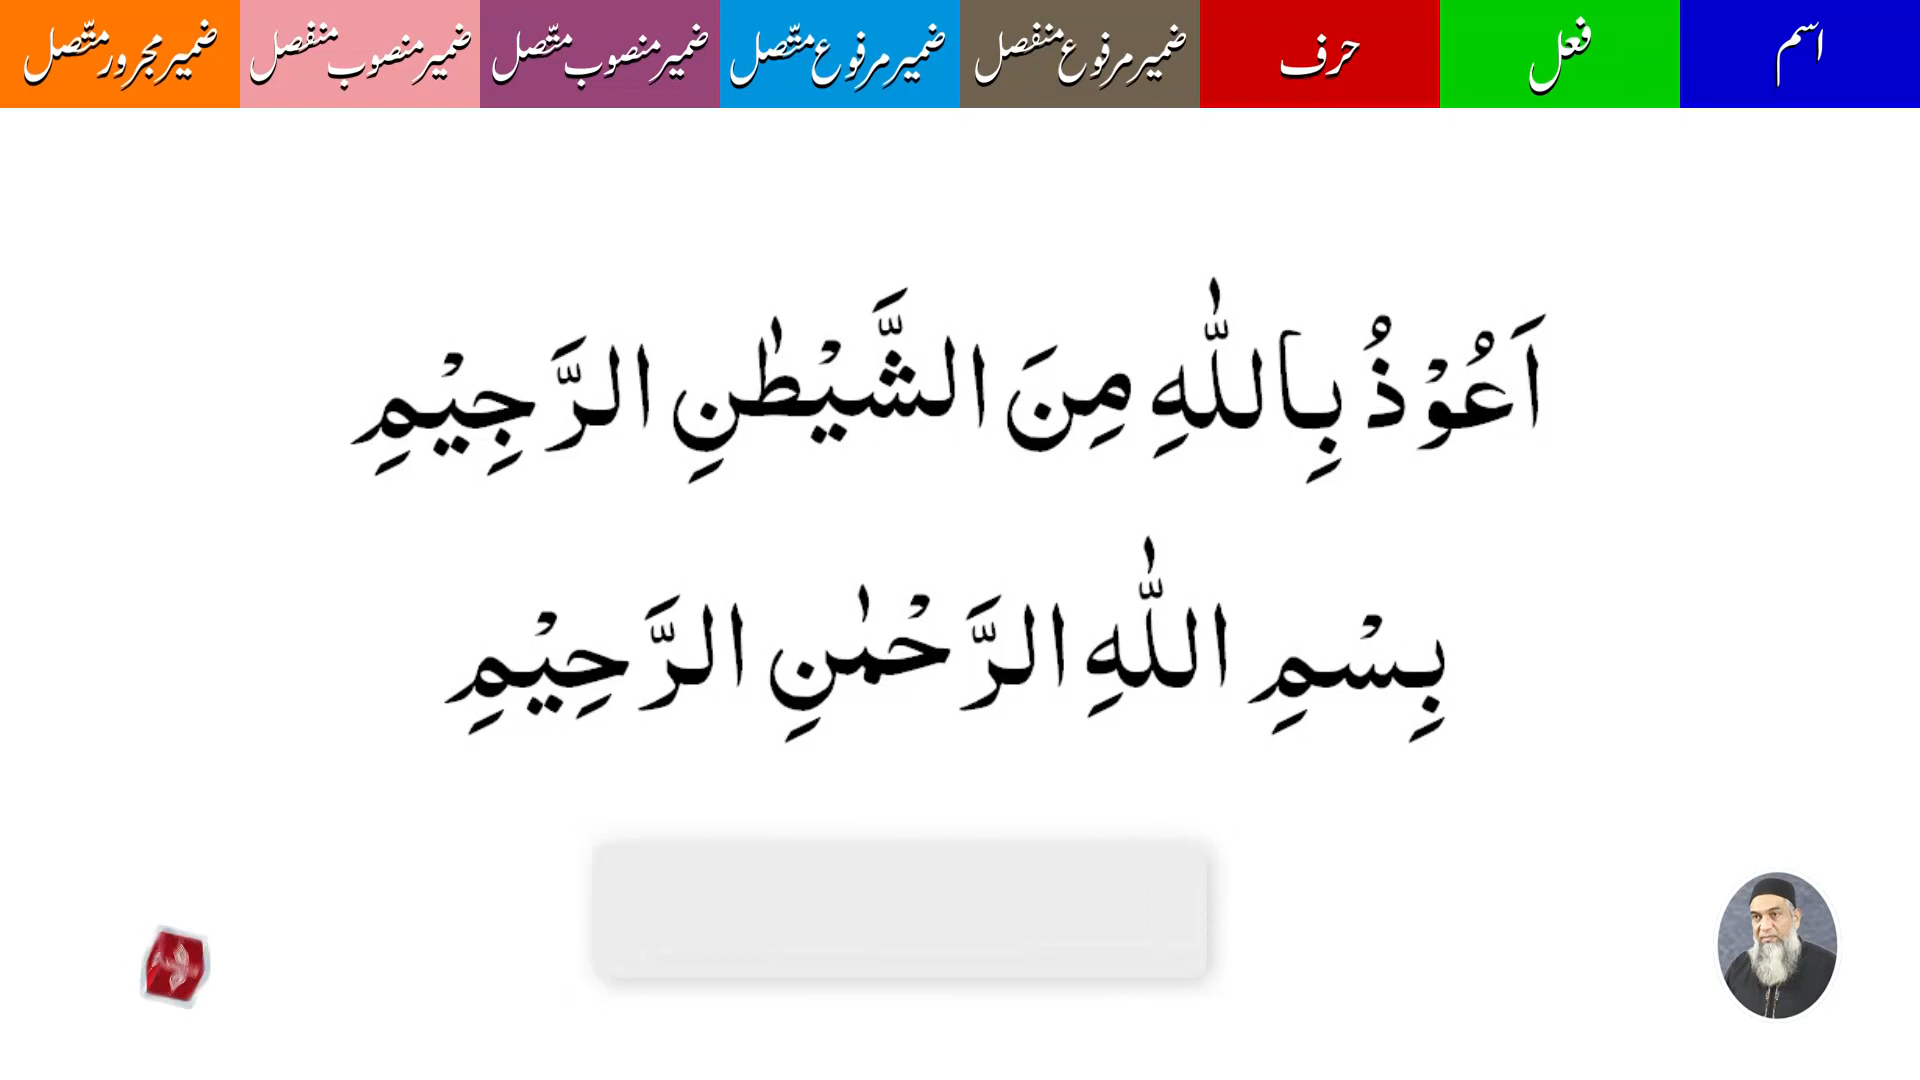 اسم فعل حرف ضمیر مرفوع منفصل ضمیر مرفوع متّصل ضمیر منصوب متّصل ضمیر منصوب منفصل ضمیر مجرور متّصل
اَعُوْذُ بِاللّٰهِ مِنَ الشَّیْطٰنِ الرَّجِیْمِ
بِسْمِ اللّٰهِ الرَّحْمٰنِ الرَّحِیْمِ